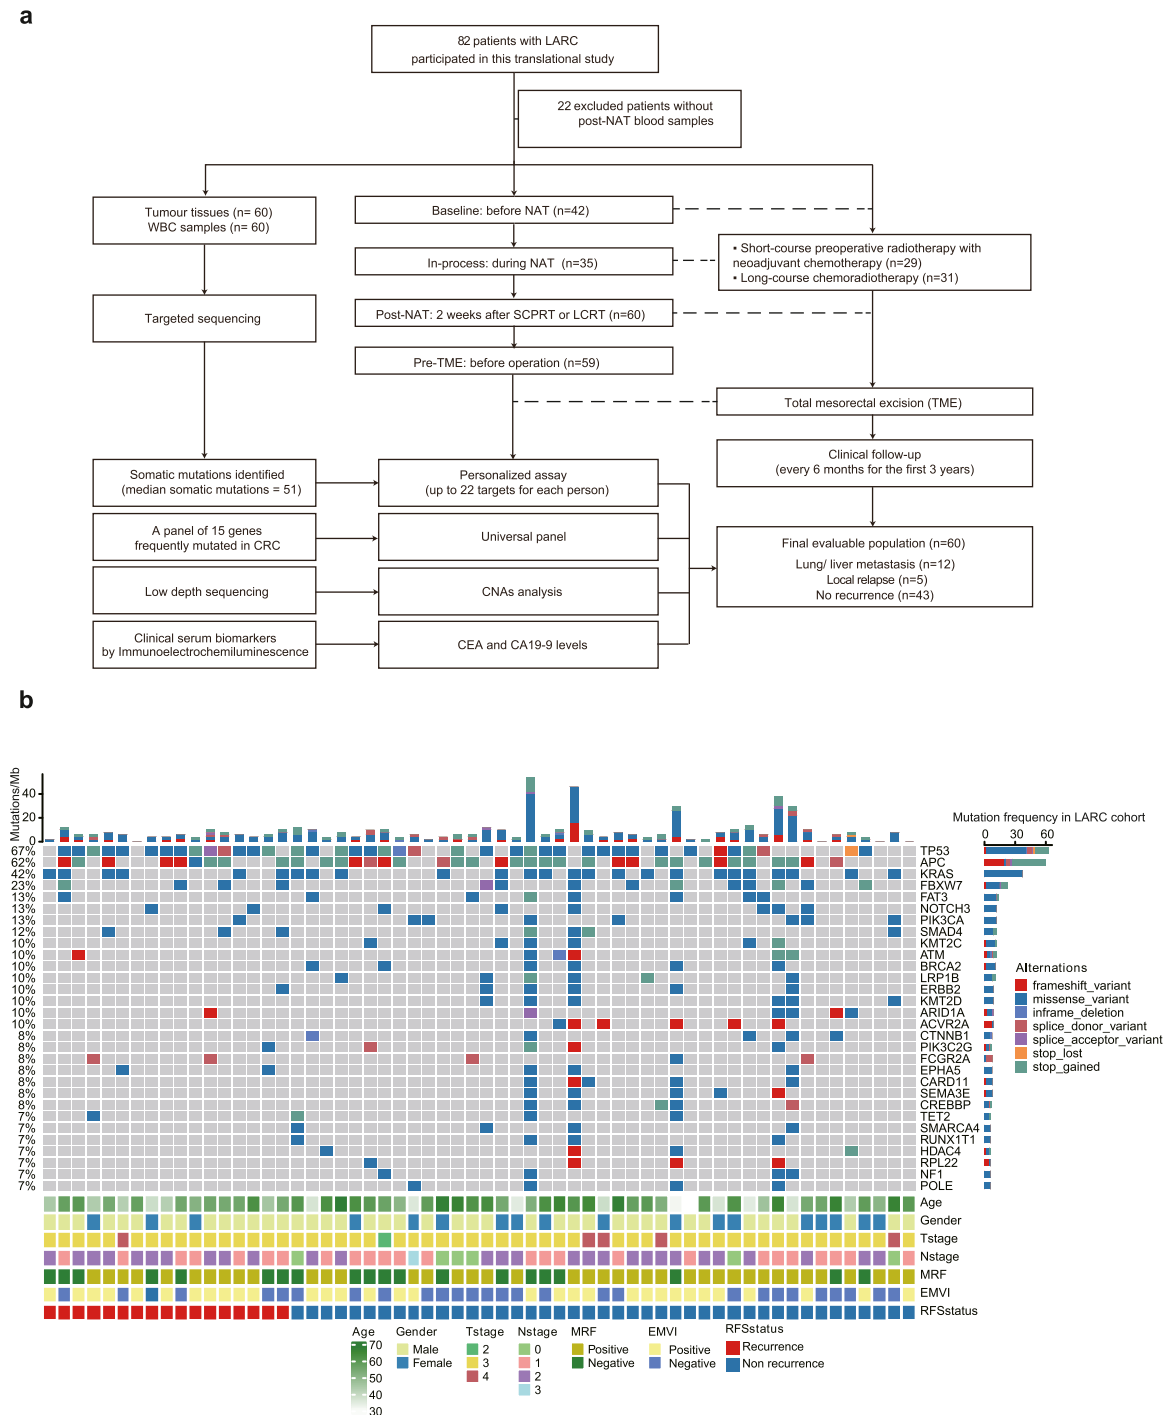 a
82 patients with LARC
participated in this translational study
22 excluded patients without
post-NAT blood samples
Tumour tissues (n= 60)
WBC samples (n= 60)
Baseline: before NAT (n=42)
▪ Short-course preoperative radiotherapy with
neoadjuvant chemotherapy (n=29)
▪ Long-course chemoradiotherapy (n=31)
In-process: during NAT (n=35)
Targeted sequencing
Post-NAT: 2 weeks after SCPRT or LCRT (n=60)
Pre-TME: before operation (n=59)
Total mesorectal excision (TME)
Clinical follow-up
(every 6 months for the first 3 years)
Somatic mutations identified
(median somatic mutations = 51)
Personalized assay
(up to 22 targets for each person)
A panel of 15 genes
frequently mutated in CRC
Universal panel
Final evaluable population (n=60)
Lung/ liver metastasis (n=12)
Local relapse (n=5)
No recurrence (n=43)
Low depth sequencing
CNAs analysis
Clinical serum biomarkers
by Immunoelectrochemiluminescence
CEA and CA19-9 levels
b
Mutations/Mb
40
20
0
Mutation frequency in LARC cohort
0 30 60
67% TP53
62% APC
42% KRAS
23% FBXW7
13% FAT3
13% NOTCH3
13% PIK3CA
12% SMAD4
10% KMT2C
10% ATM
10% BRCA2
10% LRP1B
10% ERBB2
10% KMT2D
10% ARID1A
10% ACVR2A
8% CTNNB1
8% PIK3C2G
8% FCGR2A
8% EPHA5
8% CARD11
8% SEMA3E
8% CREBBP
7% TET2
7% SMARCA4
7% RUNX1T1
7% HDAC4
7% RPL22
7% NF1
7% POLE
Alternations
frameshift_variant
missense_variant
inframe_deletion
splice_donor_variant
splice_acceptor_variant
stop_lost
stop_gained
Age
Gender
Tstage
Nstage
MRF
EMVI
RFSstatus
Age
70
60
50
40
30
Gender
Male
Female
Tstage
2
3
4
Nstage
0
1
2
3
MRF
Positive
Negative
EMVI
Positive
Negative
RFSstatus
Recurrence
Non recurrence